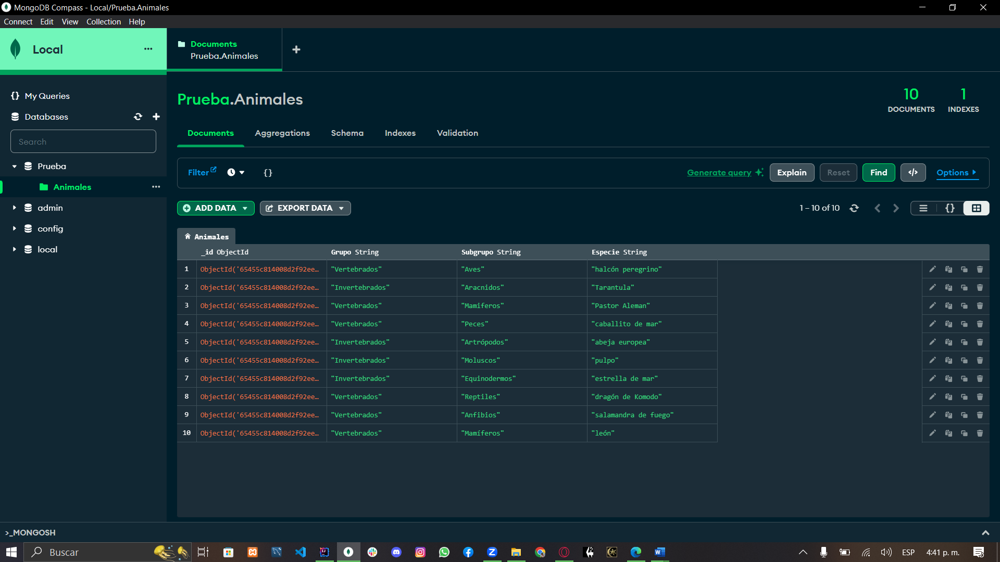 MongoDB Compass - Local/Prueba.Animales
Connect Edit View Collection Help
Local
Documents
Prueba.Animales
My Queries
Databases
Search
Prueba
Animales
admin
config
local
Prueba.Animales
10
DOCUMENTS
1
INDEXES
Documents Aggregations Schema Indexes Validation
Filter {} Generate query Explain Reset Find </> Options
ADD DATA EXPORT DATA 1 – 10 of 10 {}
Animales
_id ObjectId Grupo String Subgrupo String Especie String
1 ObjectId('65455c814008d2f92ee… "Vertebrados" "Aves" "halcón peregrino"
2 ObjectId('65455c814008d2f92ee… "Invertebrados" "Aracnidos" "Tarantula"
3 ObjectId('65455c814008d2f92ee… "Vertebrados" "Mamiferos" "Pastor Aleman"
4 ObjectId('65455c814008d2f92ee… "Vertebrados" "Peces" "caballito de mar"
5 ObjectId('65455c814008d2f92ee… "Invertebrados" "Artrópodos" "abeja europea"
6 ObjectId('65455c814008d2f92ee… "Invertebrados" "Moluscos" "pulpo"
7 ObjectId('65455c814008d2f92ee… "Invertebrados" "Equinodermos" "estrella de mar"
8 ObjectId('65455c814008d2f92ee… "Vertebrados" "Reptiles" "dragón de Komodo"
9 ObjectId('65455c814008d2f92ee… "Vertebrados" "Anfibios" "salamandra de fuego"
10 ObjectId('65455c814008d2f92ee… "Vertebrados" "Mamíferos" "león"
>_MONGOSH
Buscar
ESP 4:41 p. m.